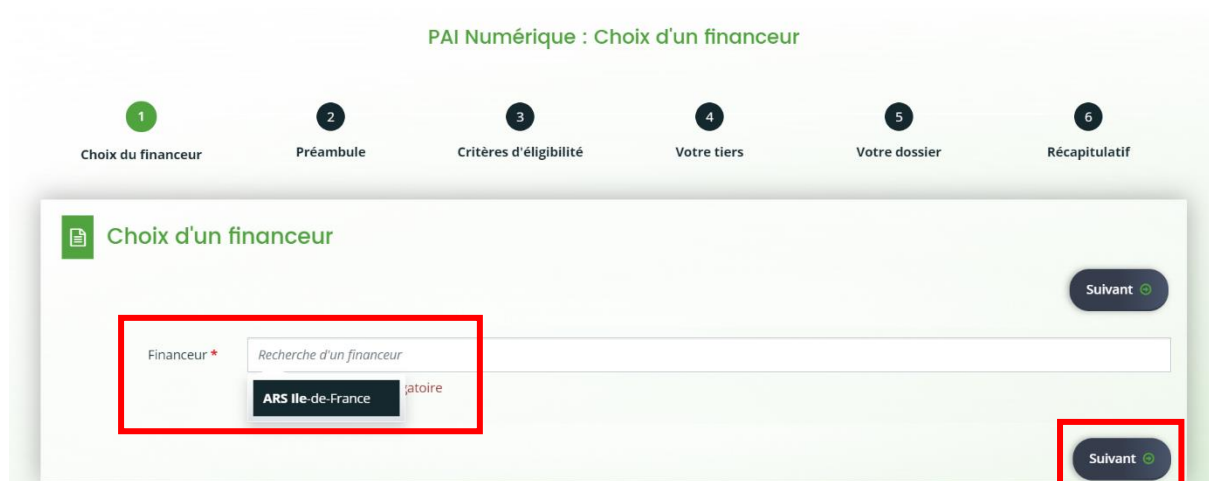 PAI Numérique : Choix d'un financeur
1 2 3 4 5 6
Choix du financeur Préambule Critères d'éligibilité Votre tiers Votre dossier Récapitulatif
Choix d'un financeur
Suivant
Financeur * Recherche d'un financeur
ARS Ile-de-France
Suivant